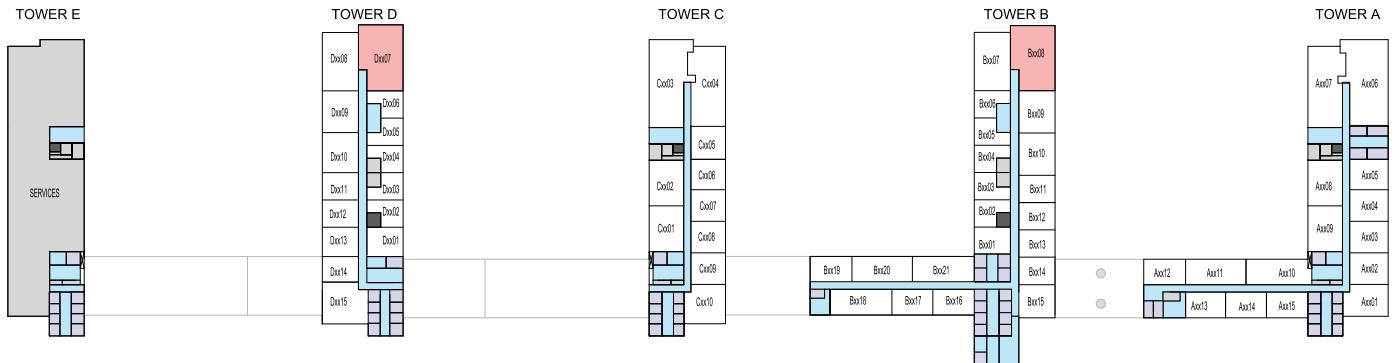 TOWER E
TOWER D
TOWER C
TOWER B
TOWER A
SERVICES
Dxx08
Dxx07
Dxx09
Dxx06
Dxx05
Dxx10
Dxx04
Dxx11
Dxx03
Dxx12
Dxx02
Dxx13
Dxx01
Dxx14
Dxx15
Cxx03
Cxx04
Cxx05
Cxx02
Cxx06
Cxx07
Cxx01
Cxx08
Cxx09
Cxx10
Bxx07
Bxx08
Bxx06
Bxx09
Bxx05
Bxx04
Bxx10
Bxx03
Bxx11
Bxx02
Bxx12
Bxx01
Bxx13
Bxx19
Bxx20
Bxx21
Bxx14
Bxx18
Bxx17
Bxx16
Bxx15
Axx07
Axx06
Axx08
Axx05
Axx04
Axx09
Axx03
Axx12
Axx11
Axx10
Axx02
Axx13
Axx14
Axx15
Axx01